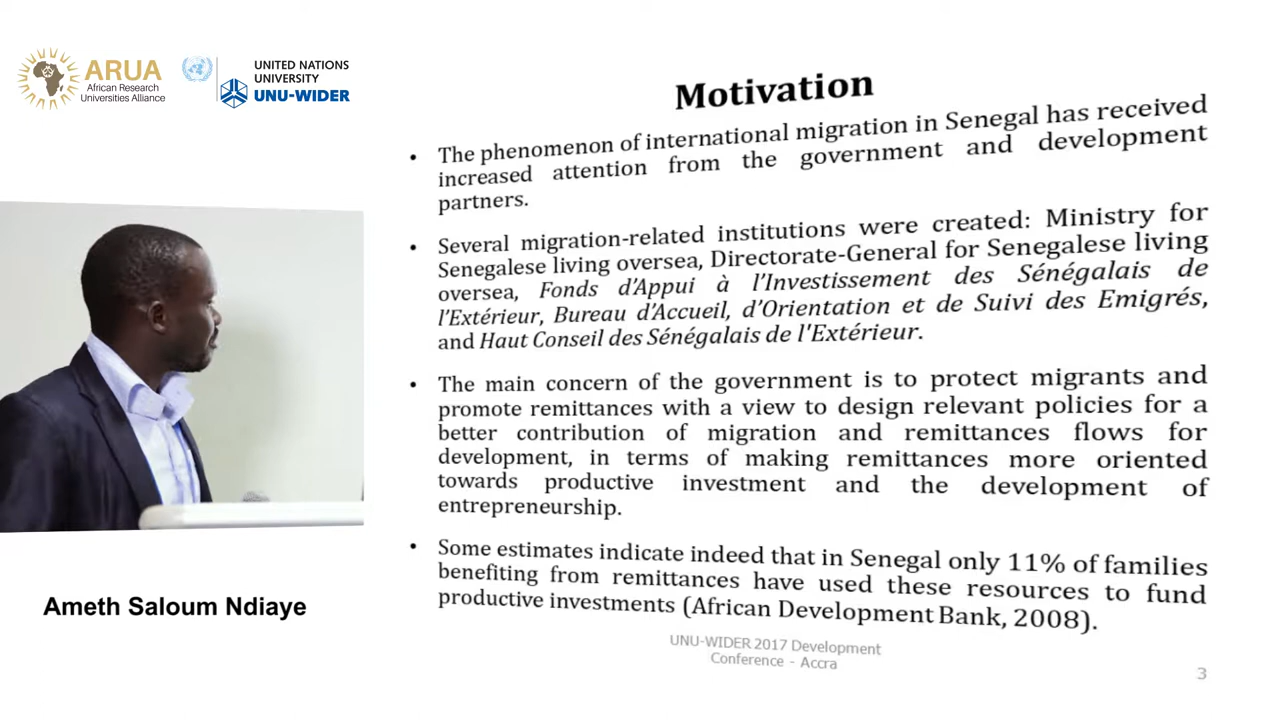 ARUA
African Research
Universities Alliance
UNITED NATIONS
UNIVERSITY
UNU-WIDER
Motivation
• The phenomenon of international migration in Senegal has received
increased attention from the government and development
partners.
• Several migration-related institutions were created: Ministry for
Senegalese living oversea, Directorate-General for Senegalese living
oversea, Fonds d'Appui à l'Investissement des Sénégalais de
l'Extérieur, Bureau d'Accueil, d'Orientation et de Suivi des Emigrés,
and Haut Conseil des Sénégalais de l'Extérieur.
• The main concern of the government is to protect migrants and
promote remittances with a view to design relevant policies for a
better contribution of migration and remittances flows for
development, in terms of making remittances more oriented
towards productive investment and the development of
entrepreneurship.
• Some estimates indicate indeed that in Senegal only 11% of families
benefiting from remittances have used these resources to fund
productive investments (African Development Bank, 2008).
Ameth Saloum Ndiaye
UNU-WIDER 2017 Development
Conference - Accra
3